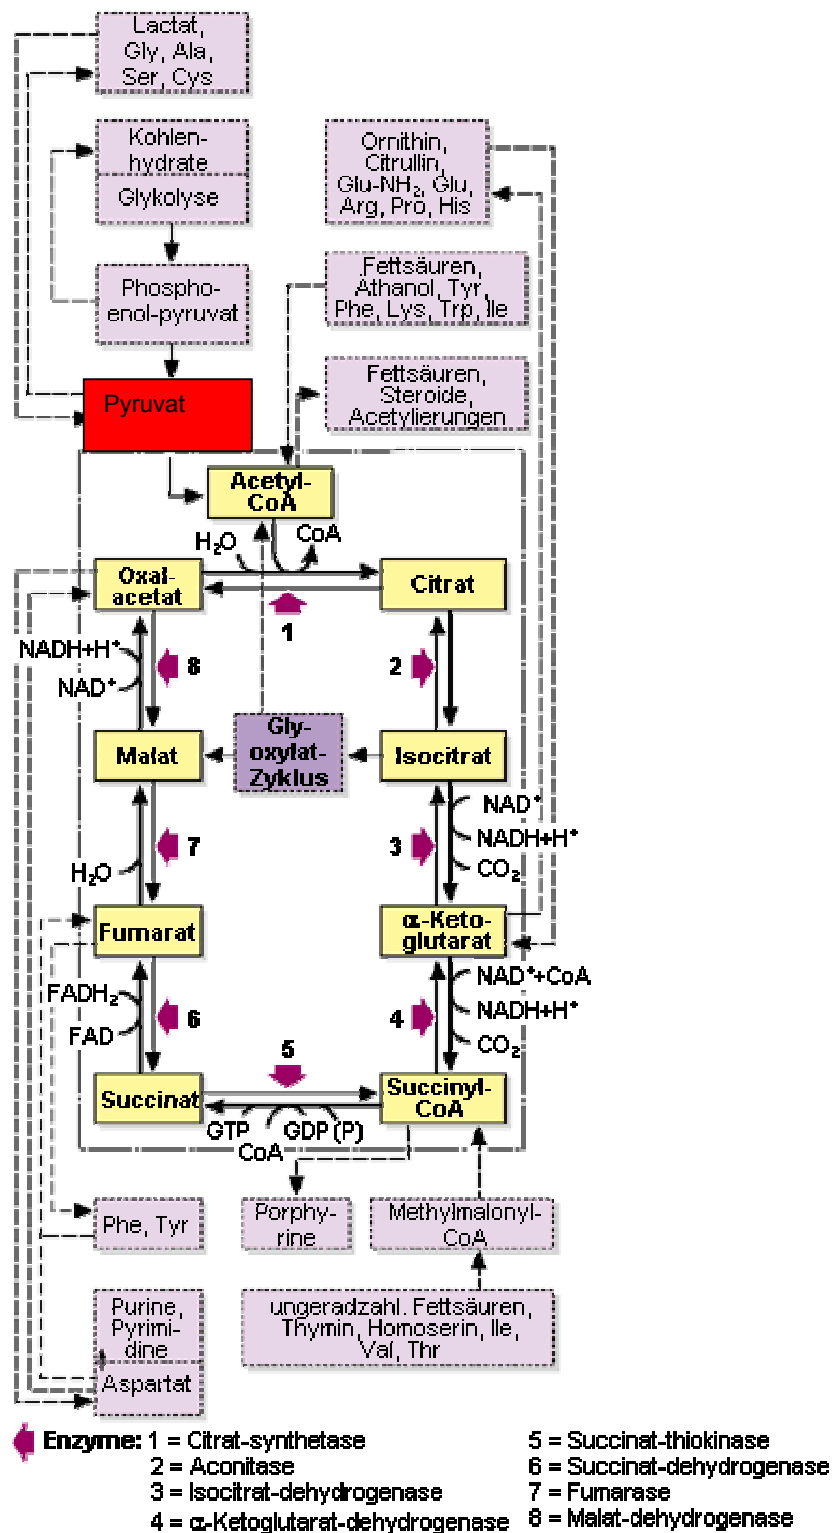 Lactat,
Gly, Ala,
Ser, Cys
Kohlen-
hydrate
Glykolyse
Phospho-
enol-pyruvat
Pyruvat
Ornithin,
Citrullin,
Glu-NH₂, Glu,
Arg, Pro, His
Fettsäuren,
Äthanol, Tyr,
Phe, Lys, Trp, Ile
Fettsäuren,
Steroide,
Acetylierungen
Acetyl-
CoA
H₂O
CoA
Oxal-
acetat
Citrat
1
NADH+H⁺
NAD⁺
8
2
Malat
Gly-
oxylat-
Zyklus
Isocitrat
NAD⁺
NADH+H⁺
CO₂
7
3
H₂O
Fumarat
α-Keto-
glutarat
FADH₂
FAD
6
4
NAD⁺+CoA
NADH+H⁺
CO₂
5
Succinat
Succinyl-
CoA
GTP
CoA
GDP (P)
Phe, Tyr
Porphy-
rine
Methylmalonyl-
CoA
Purine,
Pyrimi-
dine
Aspartat
ungeradzahl. Fettsäuren,
Thymin, Homoserin, Ile,
Val, Thr
Enzyme: 1 = Citrat-synthetase
2 = Aconitase
3 = Isocitrat-dehydrogenase
4 = α-Ketoglutarat-dehydrogenase
5 = Succinat-thiokinase
6 = Succinat-dehydrogenase
7 = Fumarase
8 = Malat-dehydrogenase